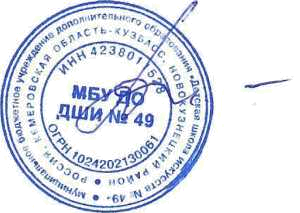 муниципальное бюджетное учреждение дополнительного образования «Детская школа искусств № 49»
РОССИЯ, КЕМЕРОВСКАЯ ОБЛАСТЬ-КУЗБАСС, НОВОКУЗНЕЦКИЙ РАЙОН
ИНН 423801
МБУ ДО
ДШИ № 49
ОГРН 1024202130061